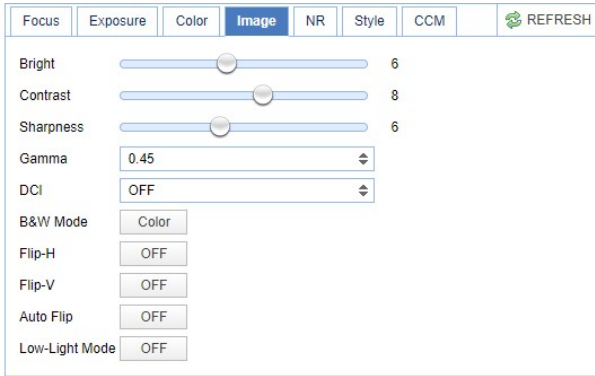 Focus Exposure Color Image NR Style CCM REFRESH
Bright 6
Contrast 8
Sharpness 6
Gamma 0.45
DCI OFF
B&W Mode Color
Flip-H OFF
Flip-V OFF
Auto Flip OFF
Low-Light Mode OFF